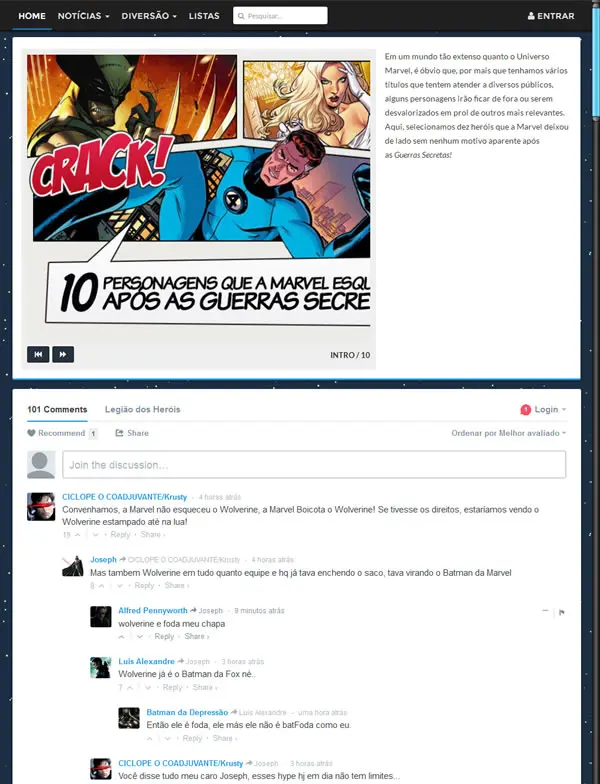 HOME NOTÍCIAS DIVERSÃO LISTAS Pesquisar... ENTRAR
CRACK!
4
10 PERSONAGENS QUE A MARVEL ESQU
APÓS AS GUERRAS SECRE
INTRO / 10
Em um mundo tão extenso quanto o Universo
Marvel, é óbvio que, por mais que tenhamos vários
títulos que tentem atender a diversos públicos,
alguns personagens irão ficar de fora ou serem
desvalorizados em prol de outros mais relevantes.
Aqui, selecionamos dez heróis que a Marvel deixou
de lado sem nenhum motivo aparente após
as Guerras Secretas!
101 Comments Legião dos Heróis 1 Login
Recommend 1 Share Ordenar por Melhor avaliado
Join the discussion...
CICLOPE O COADJUVANTE/Krusty · 4 horas atrás
Convenhamos, a Marvel não esqueceu o Wolverine, a Marvel Boicota o Wolverine! Se tivesse os direitos, estaríamos vendo o
Wolverine estampado até na lua!
· Reply · Share ›
Joseph CICLOPE O COADJUVANTE/Krusty · 4 horas atrás
Mas tambem Wolverine em tudo quanto equipe e hq já tava enchendo o saco, tava virando o Batman da Marvel
· Reply · Share ›
Alfred Pennyworth Joseph · 9 minutos atrás
wolverine e foda meu chapa
· Reply · Share ›
Luis Alexandre Joseph · 3 horas atrás
Wolverine já é o Batman da Fox né..
7 · Reply · Share ›
Batman da Depressão Luis Alexandre · uma hora atrás
Então ele é foda, ele más ele não é batFoda como eu.
· Reply · Share ›
CICLOPE O COADJUVANTE/Krusty Joseph · 3 horas atrás
Você disse tudo meu caro Joseph, esses hype hj em dia não tem limites...